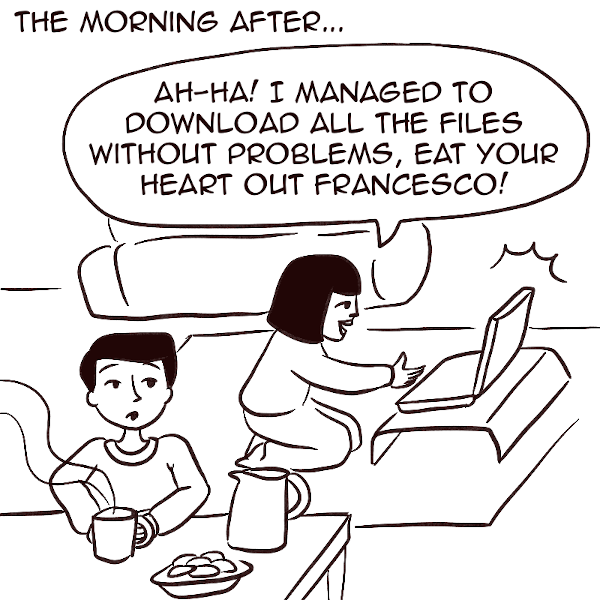 THE MORNING AFTER...
AH-HA! I MANAGED TO
DOWNLOAD ALL THE FILES
WITHOUT PROBLEMS, EAT YOUR
HEART OUT FRANCESCO!